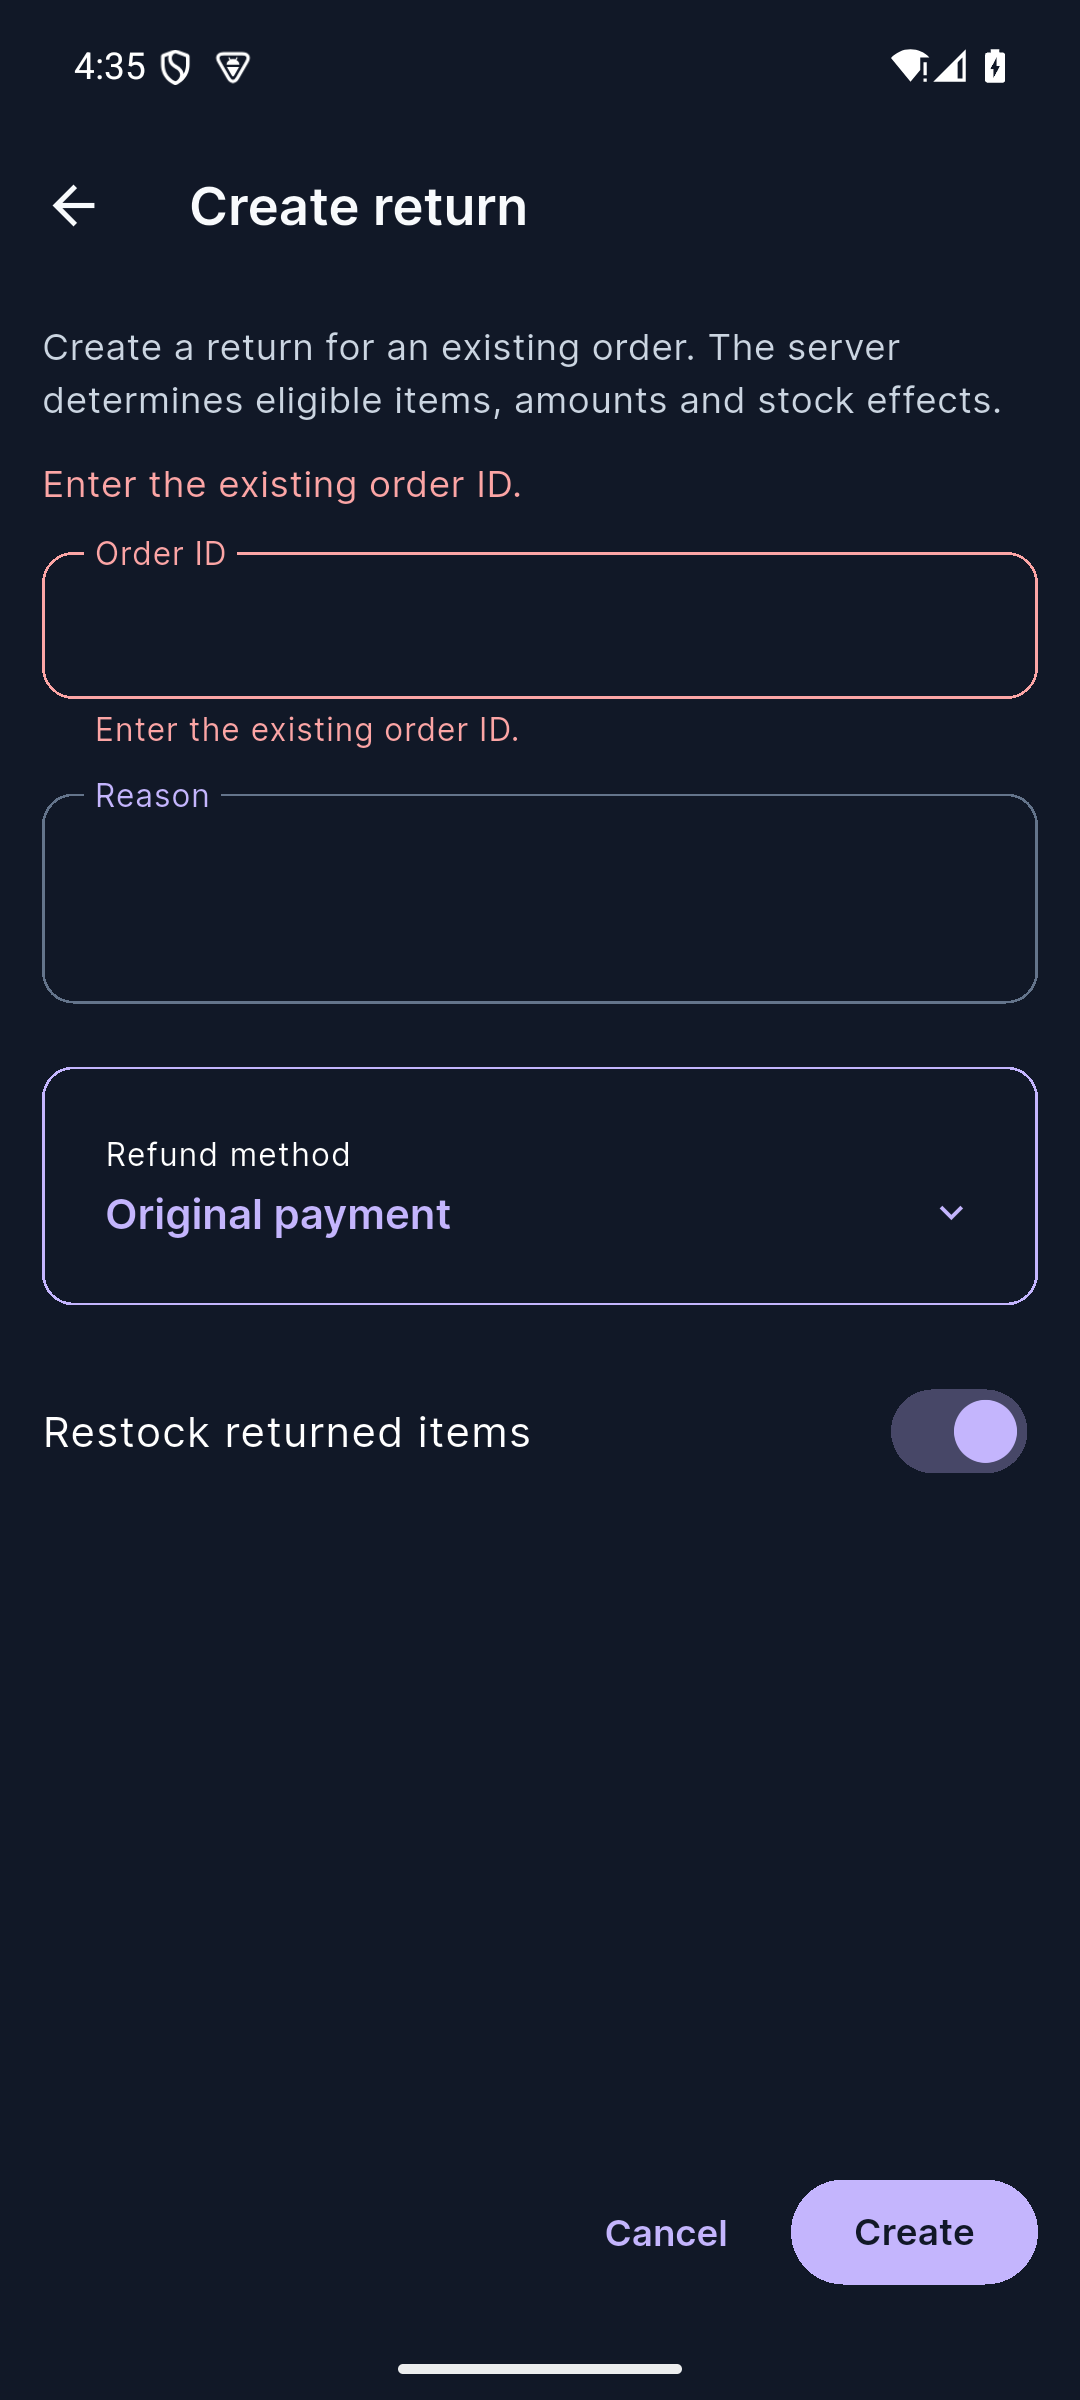 4:35
Create return
Create a return for an existing order. The server
determines eligible items, amounts and stock effects.
Enter the existing order ID.
Order ID
Enter the existing order ID.
Reason
Refund method
Original payment
Restock returned items
Cancel
Create